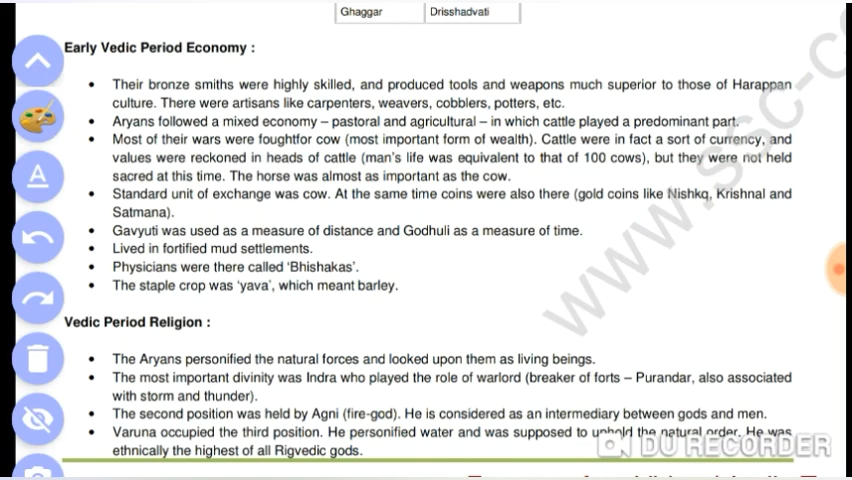 Ghaggar Drisshadvati
Early Vedic Period Economy :
• Their bronze smiths were highly skilled, and produced tools and weapons much superior to those of Harappan
culture. There were artisans like carpenters, weavers, cobblers, potters, etc.
• Aryans followed a mixed economy – pastoral and agricultural – in which cattle played a predominant part.
• Most of their wars were foughtfor cow (most important form of wealth). Cattle were in fact a sort of currency, and
values were reckoned in heads of cattle (man's life was equivalent to that of 100 cows), but they were not held
sacred at this time. The horse was almost as important as the cow.
• Standard unit of exchange was cow. At the same time coins were also there (gold coins like Nishkq, Krishnal and
Satmana).
• Gavyuti was used as a measure of distance and Godhuli as a measure of time.
• Lived in fortified mud settlements.
• Physicians were there called 'Bhishakas'.
• The staple crop was 'yava', which meant barley.
Vedic Period Religion :
• The Aryans personified the natural forces and looked upon them as living beings.
• The most important divinity was Indra who played the role of warlord (breaker of forts – Purandar, also associated
with storm and thunder).
• The second position was held by Agni (fire-god). He is considered as an intermediary between gods and men.
• Varuna occupied the third position. He personified water and was supposed to uphold the natural order. He was
ethnically the highest of all Rigvedic gods.
www.ssc-c
DU RECORDER
A